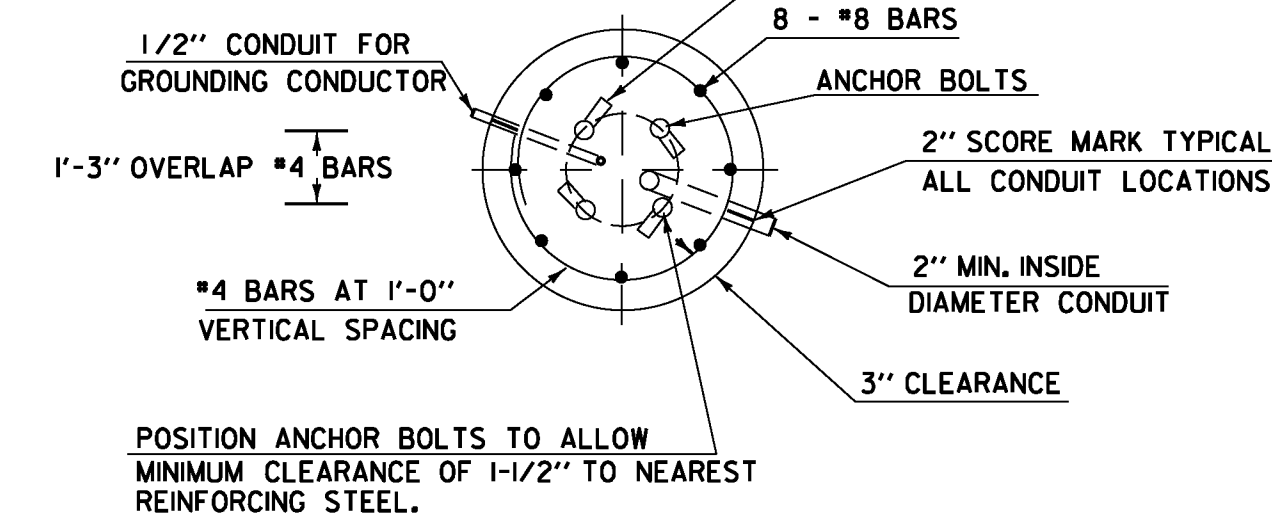 8 - #8 BARS
1/2" CONDUIT FOR
GROUNDING CONDUCTOR
ANCHOR BOLTS
1'-3" OVERLAP #4 BARS
2" SCORE MARK TYPICAL
ALL CONDUIT LOCATIONS
2" MIN. INSIDE
DIAMETER CONDUIT
#4 BARS AT 1'-0"
VERTICAL SPACING
3" CLEARANCE
POSITION ANCHOR BOLTS TO ALLOW
MINIMUM CLEARANCE OF 1-1/2" TO NEAREST
REINFORCING STEEL.